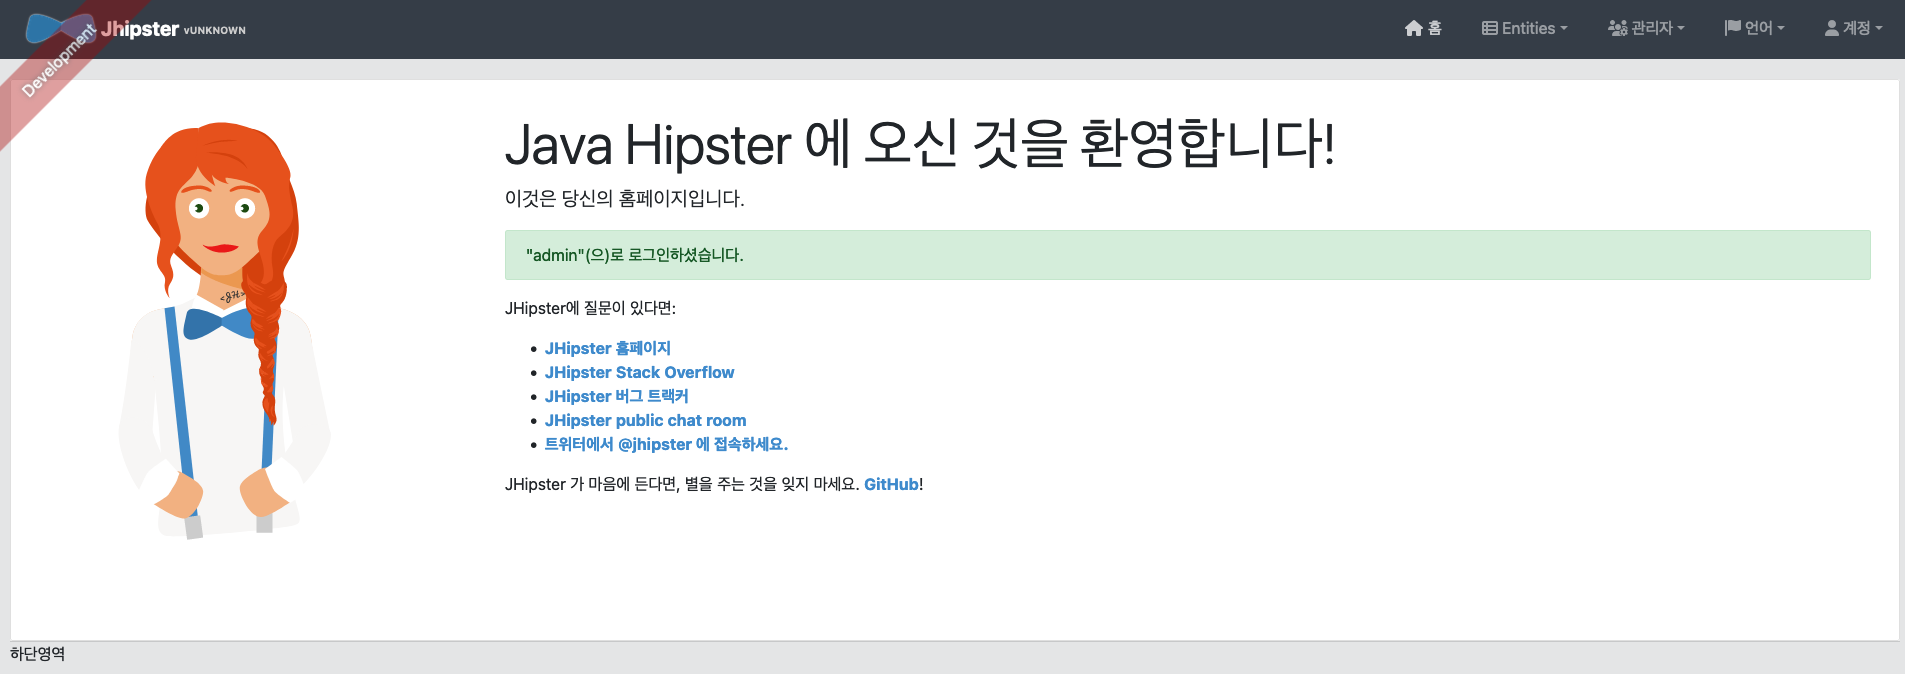 Development
Jhipster vUNKNOWN
홈 Entities 관리자 언어 계정
Java Hipster 에 오신 것을 환영합니다!
이것은 당신의 홈페이지입니다.
"admin"(으)로 로그인하셨습니다.
JHipster에 질문이 있다면:
JHipster 홈페이지
JHipster Stack Overflow
JHipster 버그 트랙커
JHipster public chat room
트위터에서 @jhipster 에 접속하세요.
JHipster 가 마음에 든다면, 별을 주는 것을 잊지 마세요. GitHub!
하단영역